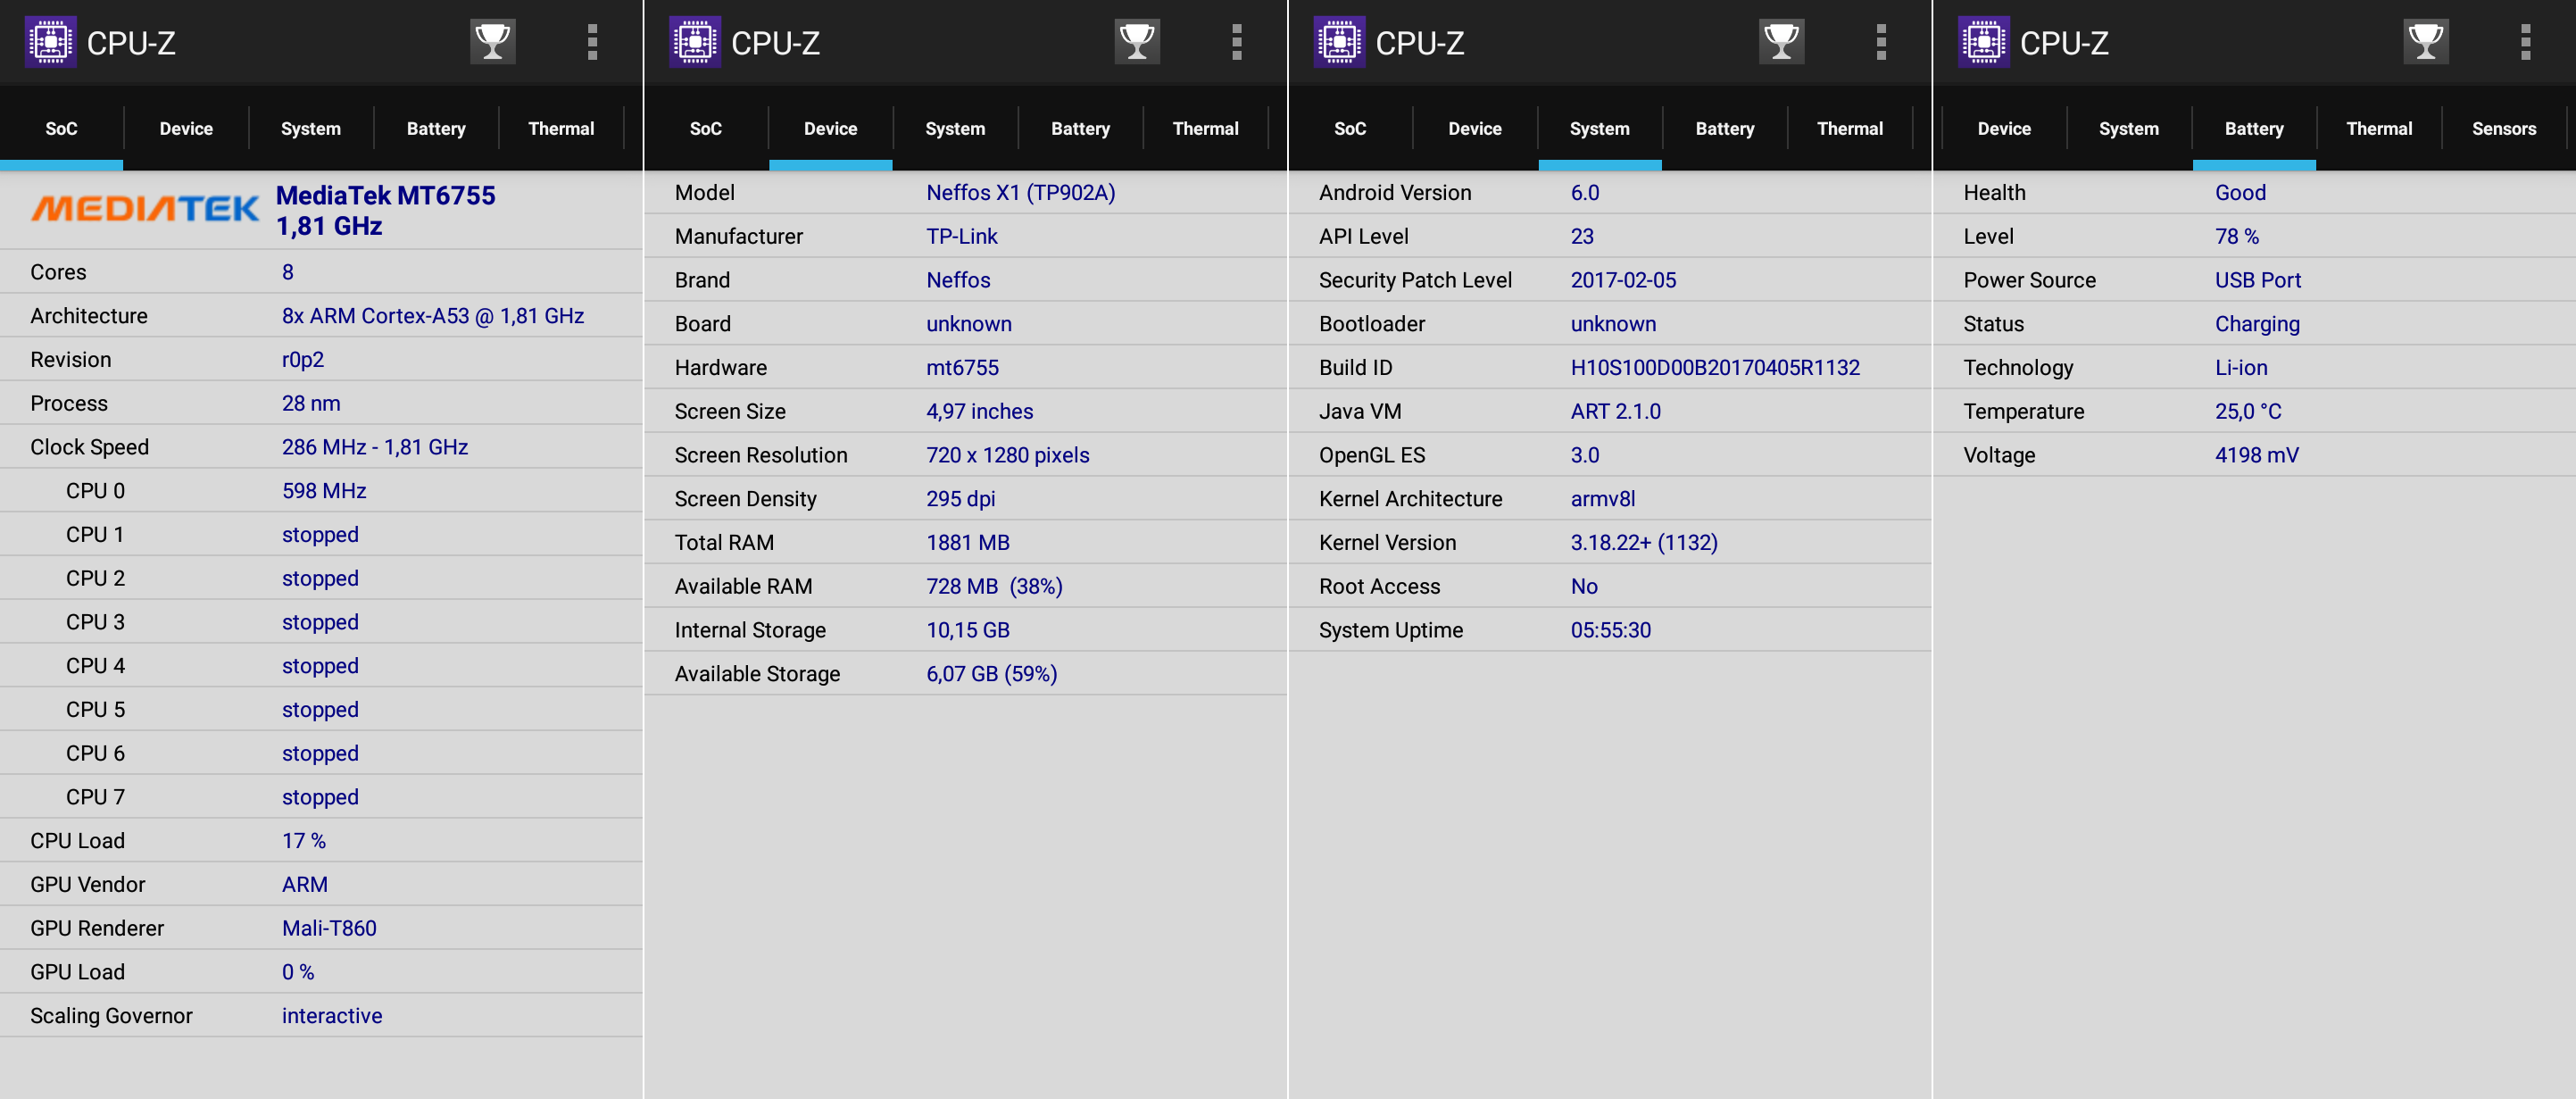 CPU-Z
SoC Device System Battery Thermal
MEDIATEK
MediaTek MT6755
1,81 GHz
Cores 8
Architecture 8x ARM Cortex-A53 @ 1,81 GHz
Revision r0p2
Process 28 nm
Clock Speed 286 MHz - 1,81 GHz
CPU 0 598 MHz
CPU 1 stopped
CPU 2 stopped
CPU 3 stopped
CPU 4 stopped
CPU 5 stopped
CPU 6 stopped
CPU 7 stopped
CPU Load 17 %
GPU Vendor ARM
GPU Renderer Mali-T860
GPU Load 0 %
Scaling Governor interactive
CPU-Z
SoC Device System Battery Thermal
Model Neffos X1 (TP902A)
Manufacturer TP-Link
Brand Neffos
Board unknown
Hardware mt6755
Screen Size 4,97 inches
Screen Resolution 720 x 1280 pixels
Screen Density 295 dpi
Total RAM 1881 MB
Available RAM 728 MB (38%)
Internal Storage 10,15 GB
Available Storage 6,07 GB (59%)
CPU-Z
SoC Device System Battery Thermal
Android Version 6.0
API Level 23
Security Patch Level 2017-02-05
Bootloader unknown
Build ID H10S100D00B20170405R1132
Java VM ART 2.1.0
OpenGL ES 3.0
Kernel Architecture armv8l
Kernel Version 3.18.22+ (1132)
Root Access No
System Uptime 05:55:30
CPU-Z
Device System Battery Thermal Sensors
Health Good
Level 78 %
Power Source USB Port
Status Charging
Technology Li-ion
Temperature 25,0 °C
Voltage 4198 mV